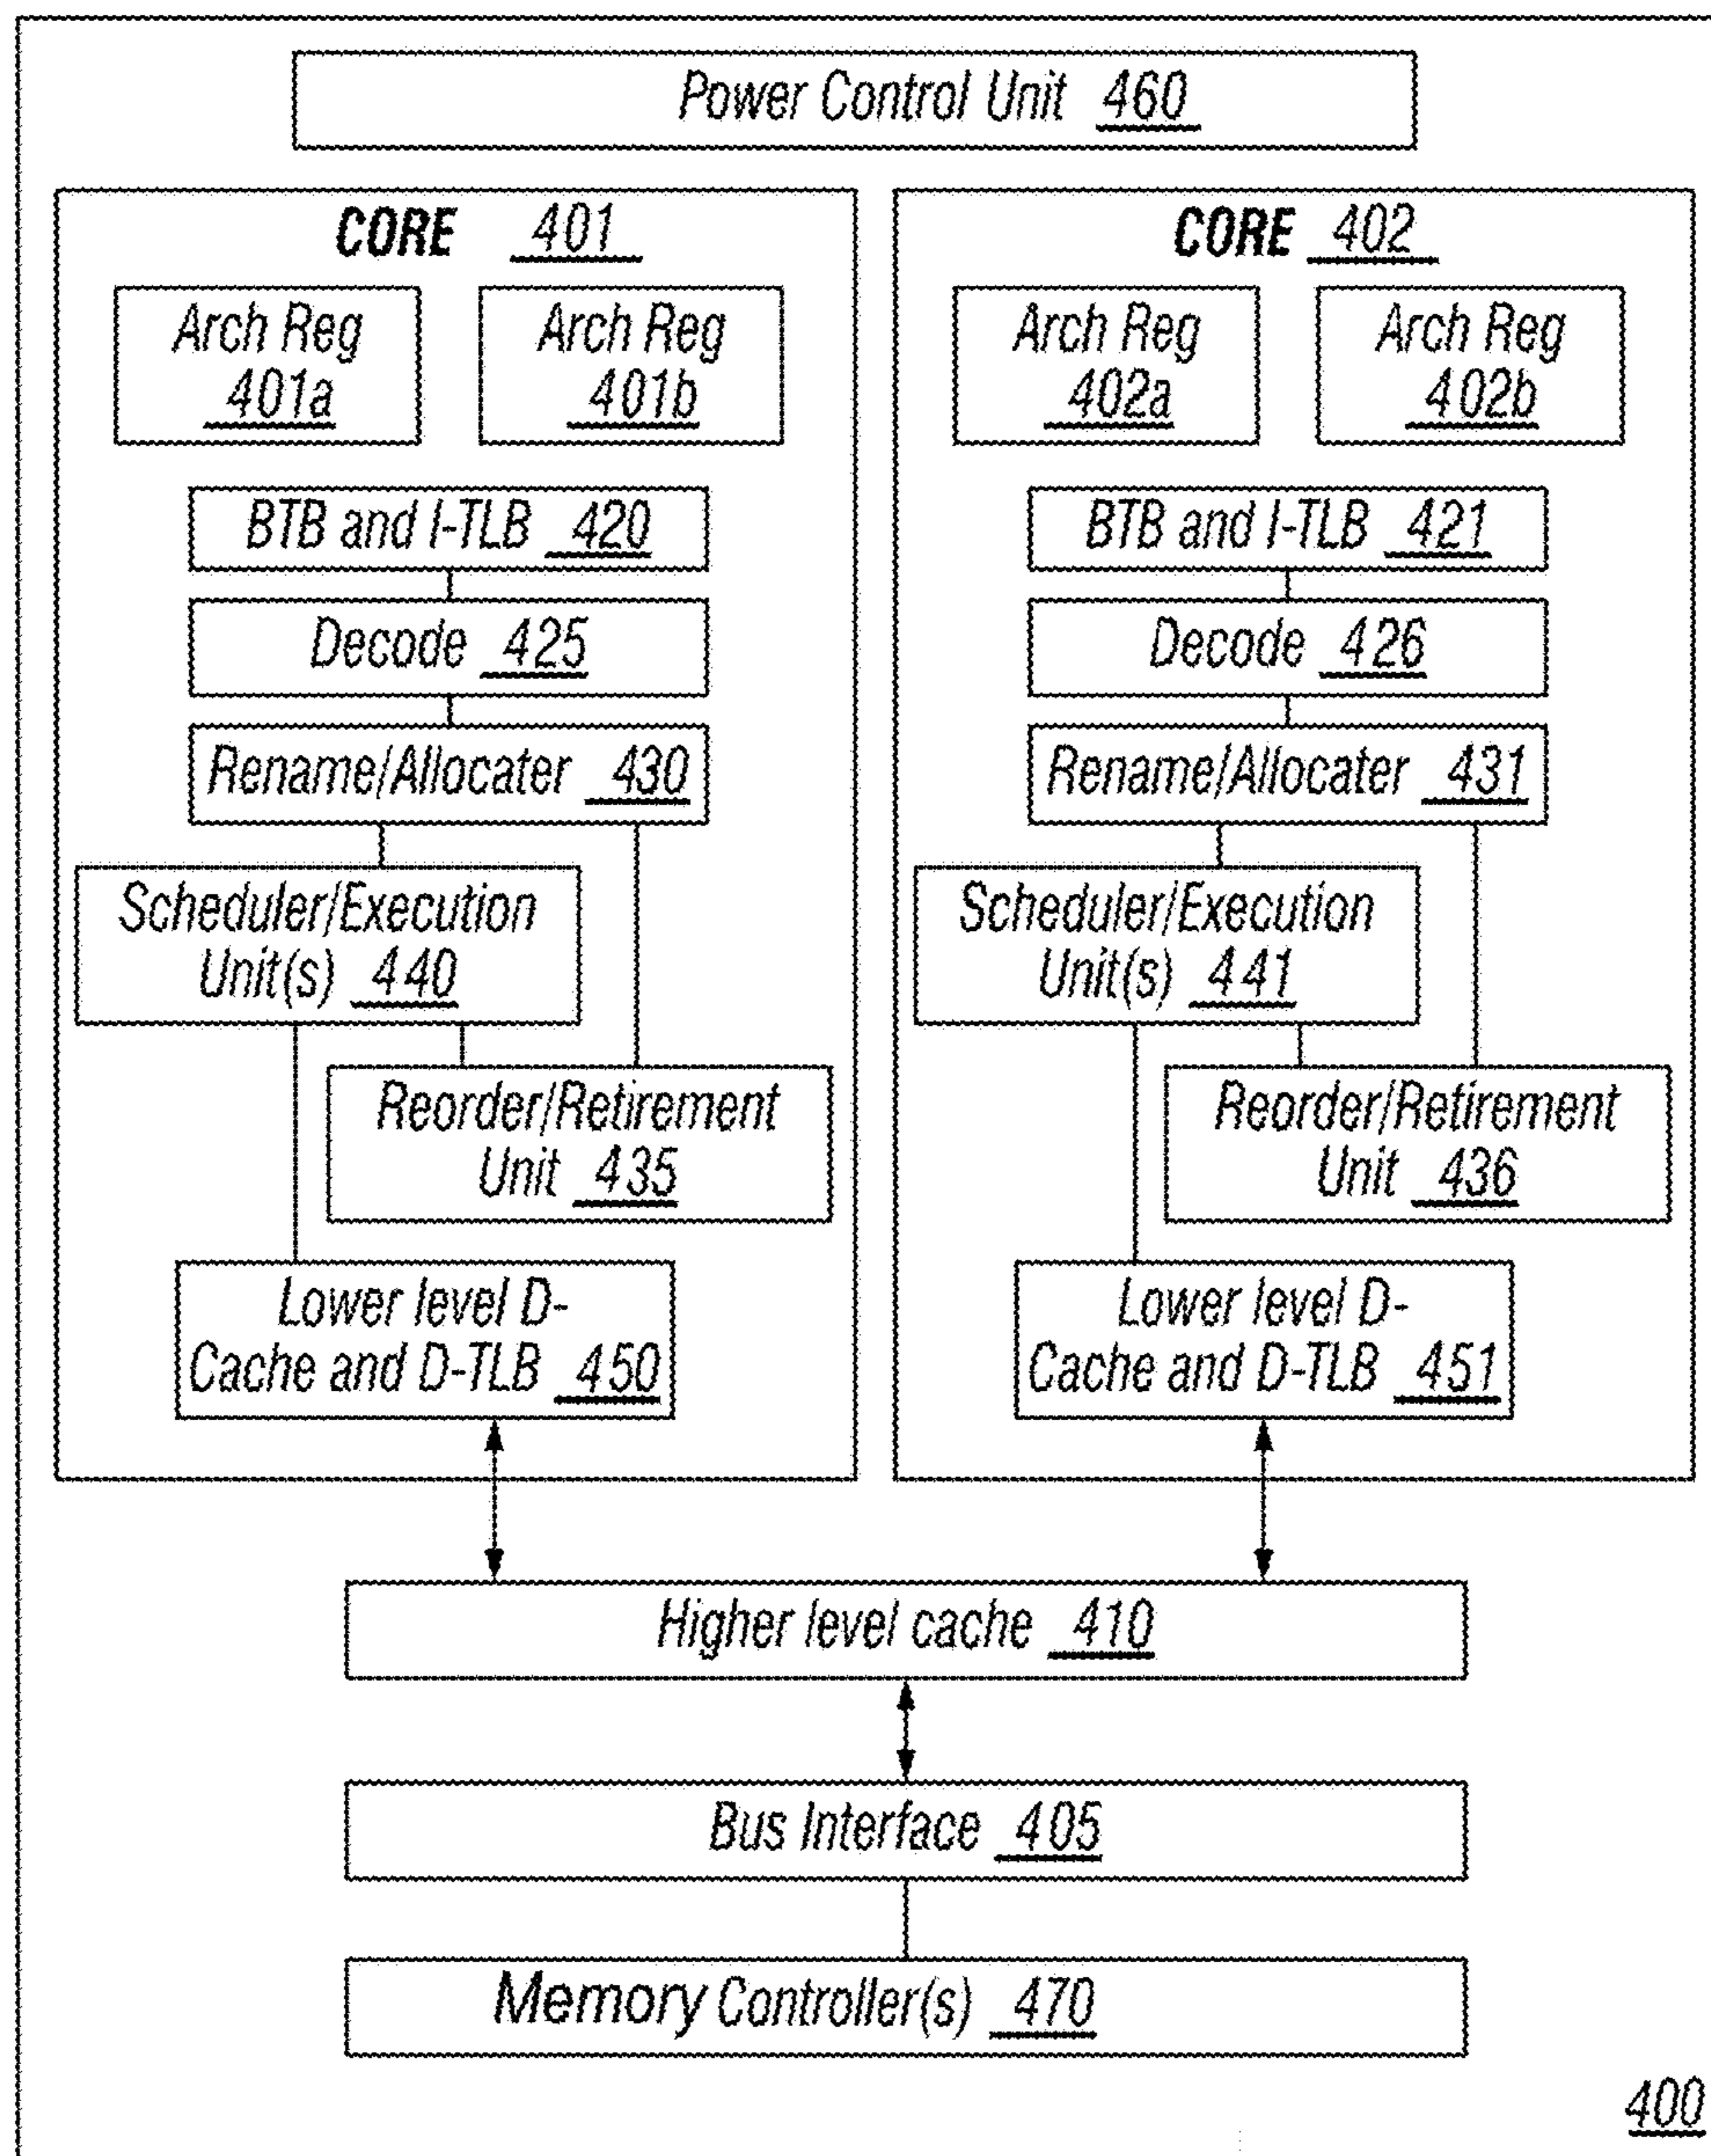 Power Control Unit 460
CORE 401
Arch Reg
401a
Arch Reg
401b
BTB and I-TLB 420
Decode 425
Rename/Allocater 430
Scheduler/Execution
Unit(s) 440
Reorder/Retirement
Unit 435
Lower level D-
Cache and D-TLB 450
CORE 402
Arch Reg
402a
Arch Reg
402b
BTB and I-TLB 421
Decode 426
Rename/Allocater 431
Scheduler/Execution
Unit(s) 441
Reorder/Retirement
Unit 436
Lower level D-
Cache and D-TLB 451
Higher level cache 410
Bus Interface 405
Memory Controller(s) 470
400